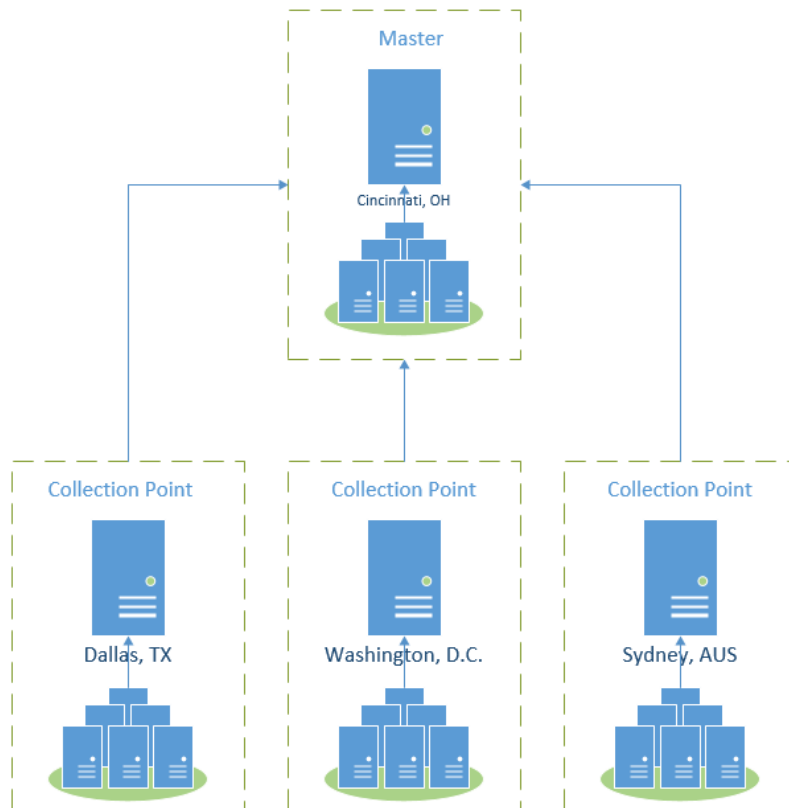 Master
Cincinnati, OH
Collection Point
Collection Point
Collection Point
Dallas, TX
Washington, D.C.
Sydney, AUS